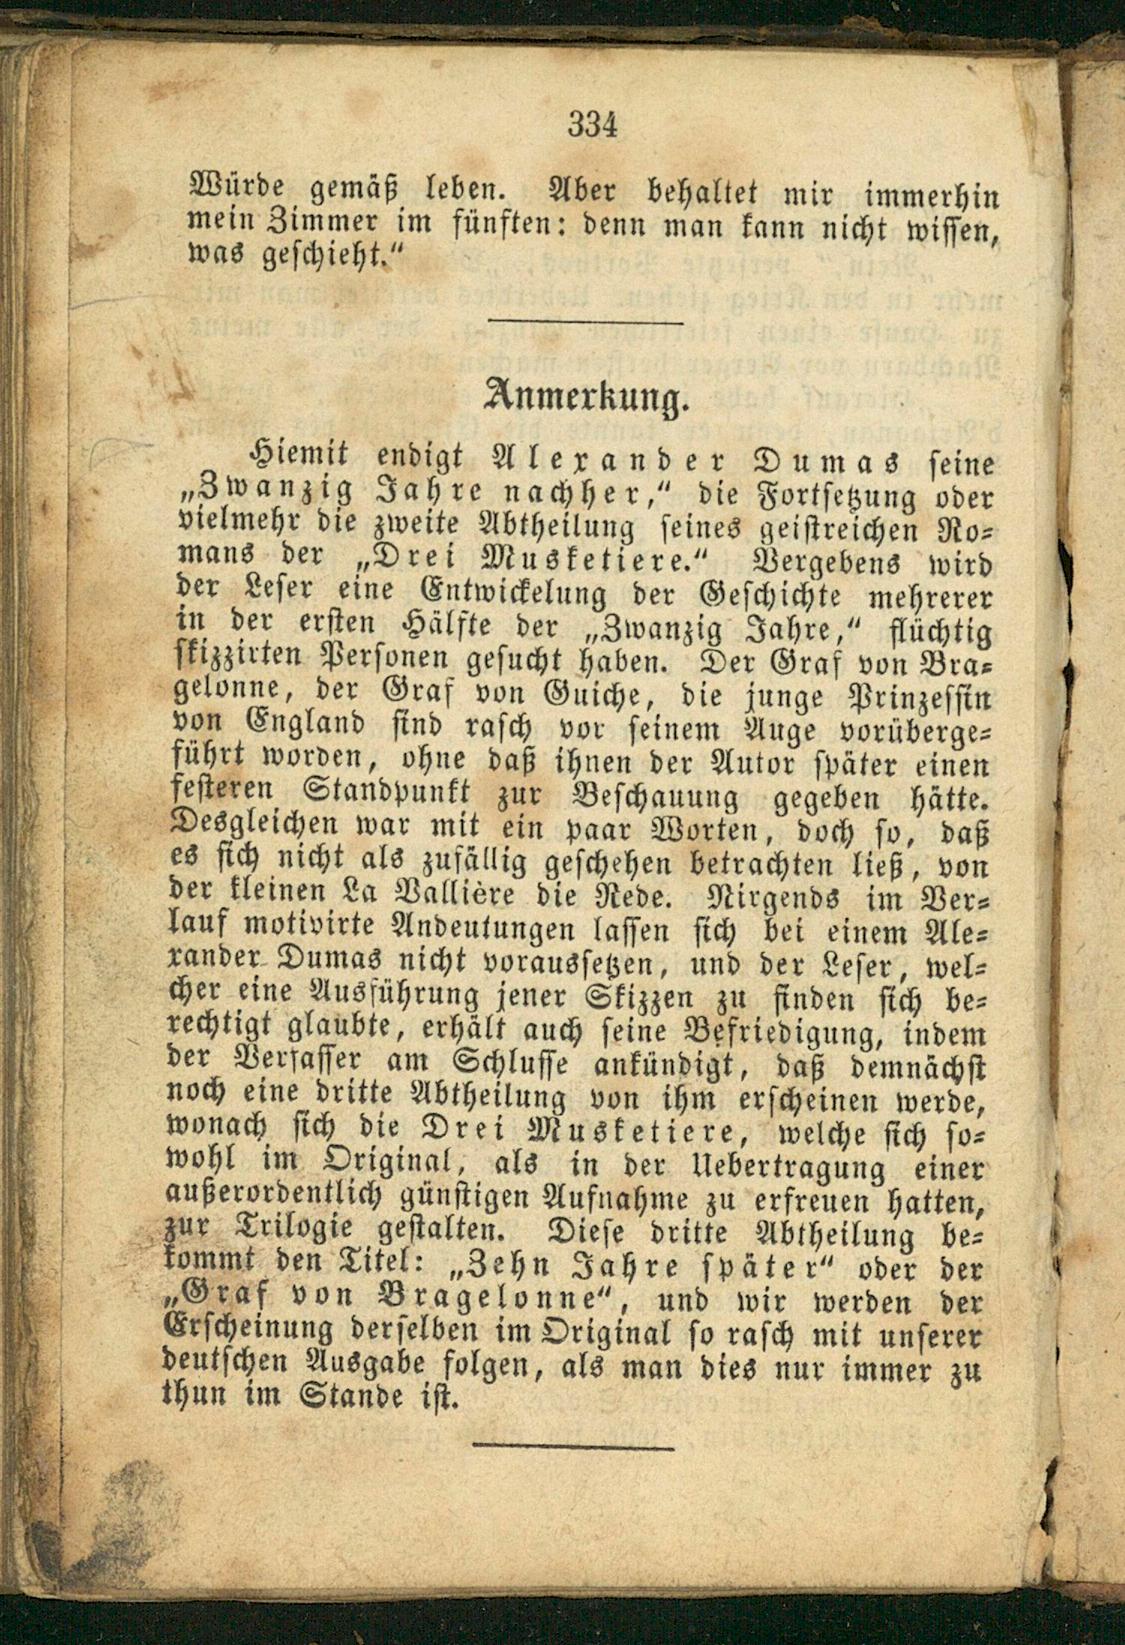 334
Würde gemäß leben. Aber behaltet mir immerhin
mein Zimmer im fünften: denn man kann nicht wissen,
was geschieht.“
Anmerkung.
Hiemit endigt Alexander Dumas seine
„Zwanzig Jahre nachher,“ die Fortsetzung oder
vielmehr die zweite Abtheilung seines geistreichen Ro-
mans der „Drei Musketiere.“ Vergebens wird
der Leser eine Entwickelung der Geschichte mehrerer
in der ersten Hälfte der „Zwanzig Jahre,“ flüchtig
skizzirten Personen gesucht haben. Der Graf von Bra-
gelonne, der Graf von Guiche, die junge Prinzessin
von England sind rasch vor seinem Auge vorüberge-
führt worden, ohne daß ihnen der Autor später einen
festeren Standpunkt zur Beschauung gegeben hätte.
Desgleichen war mit ein paar Worten, doch so, daß
es sich nicht als zufällig geschehen betrachten ließ, von
der kleinen La Vallière die Rede. Nirgends im Ver-
lauf motivirte Andeutungen lassen sich bei einem Ale-
xander Dumas nicht voraussetzen, und der Leser, wel-
cher eine Ausführung jener Skizzen zu finden sich be-
rechtigt glaubte, erhält auch seine Befriedigung, indem
der Verfasser am Schlusse ankündigt, daß demnächst
noch eine dritte Abtheilung von ihm erscheinen werde,
wonach sich die Drei Musketiere, welche sich so-
wohl im Original, als in der Uebertragung einer
außerordentlich günstigen Aufnahme zu erfreuen hatten,
zur Trilogie gestalten. Diese dritte Abtheilung be-
kommt den Titel: „Zehn Jahre später“ oder der
„Graf von Bragelonne“, und wir werden der
Erscheinung derselben im Original so rasch mit unserer
deutschen Ausgabe folgen, als man dies nur immer zu
thun im Stande ist.